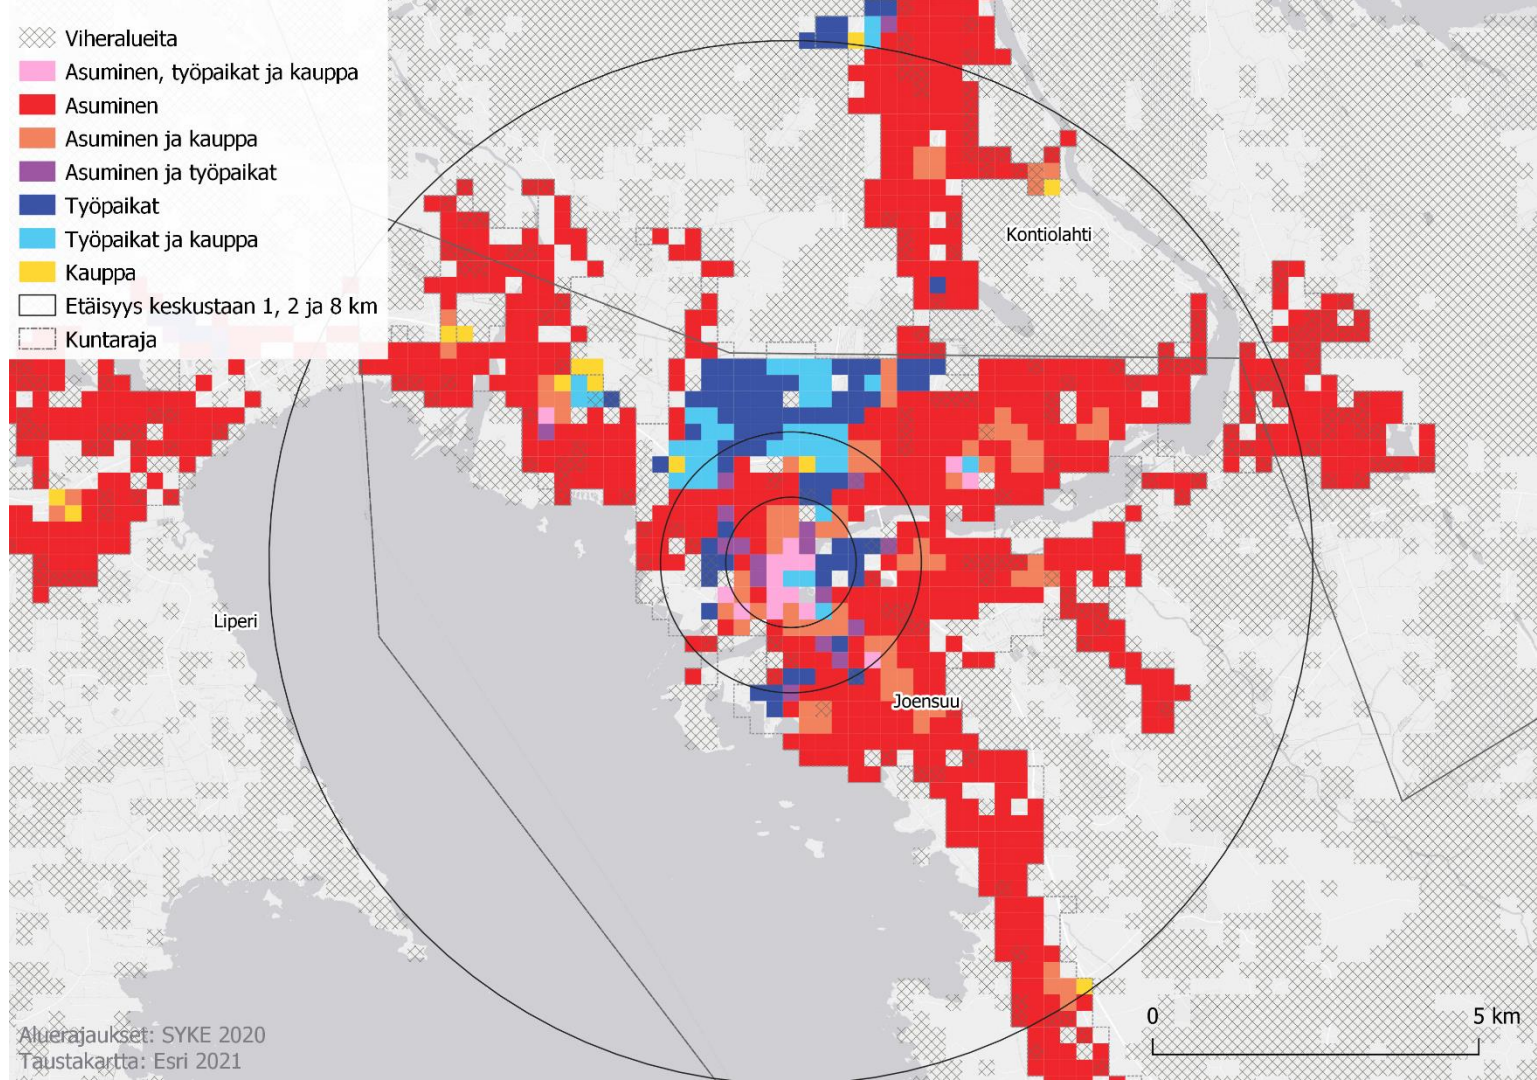 Viheralueita
Asuminen, työpaikat ja kauppa
Asuminen
Asuminen ja kauppa
Asuminen ja työpaikat
Työpaikat
Työpaikat ja kauppa
Kauppa
Etäisyys keskustaan 1, 2 ja 8 km
Kuntaraja
Kontiolahti
Liperi
Joensuu
0 5 km
Aluerajaukset: SYKE 2020
Taustakartta: Esri 2021